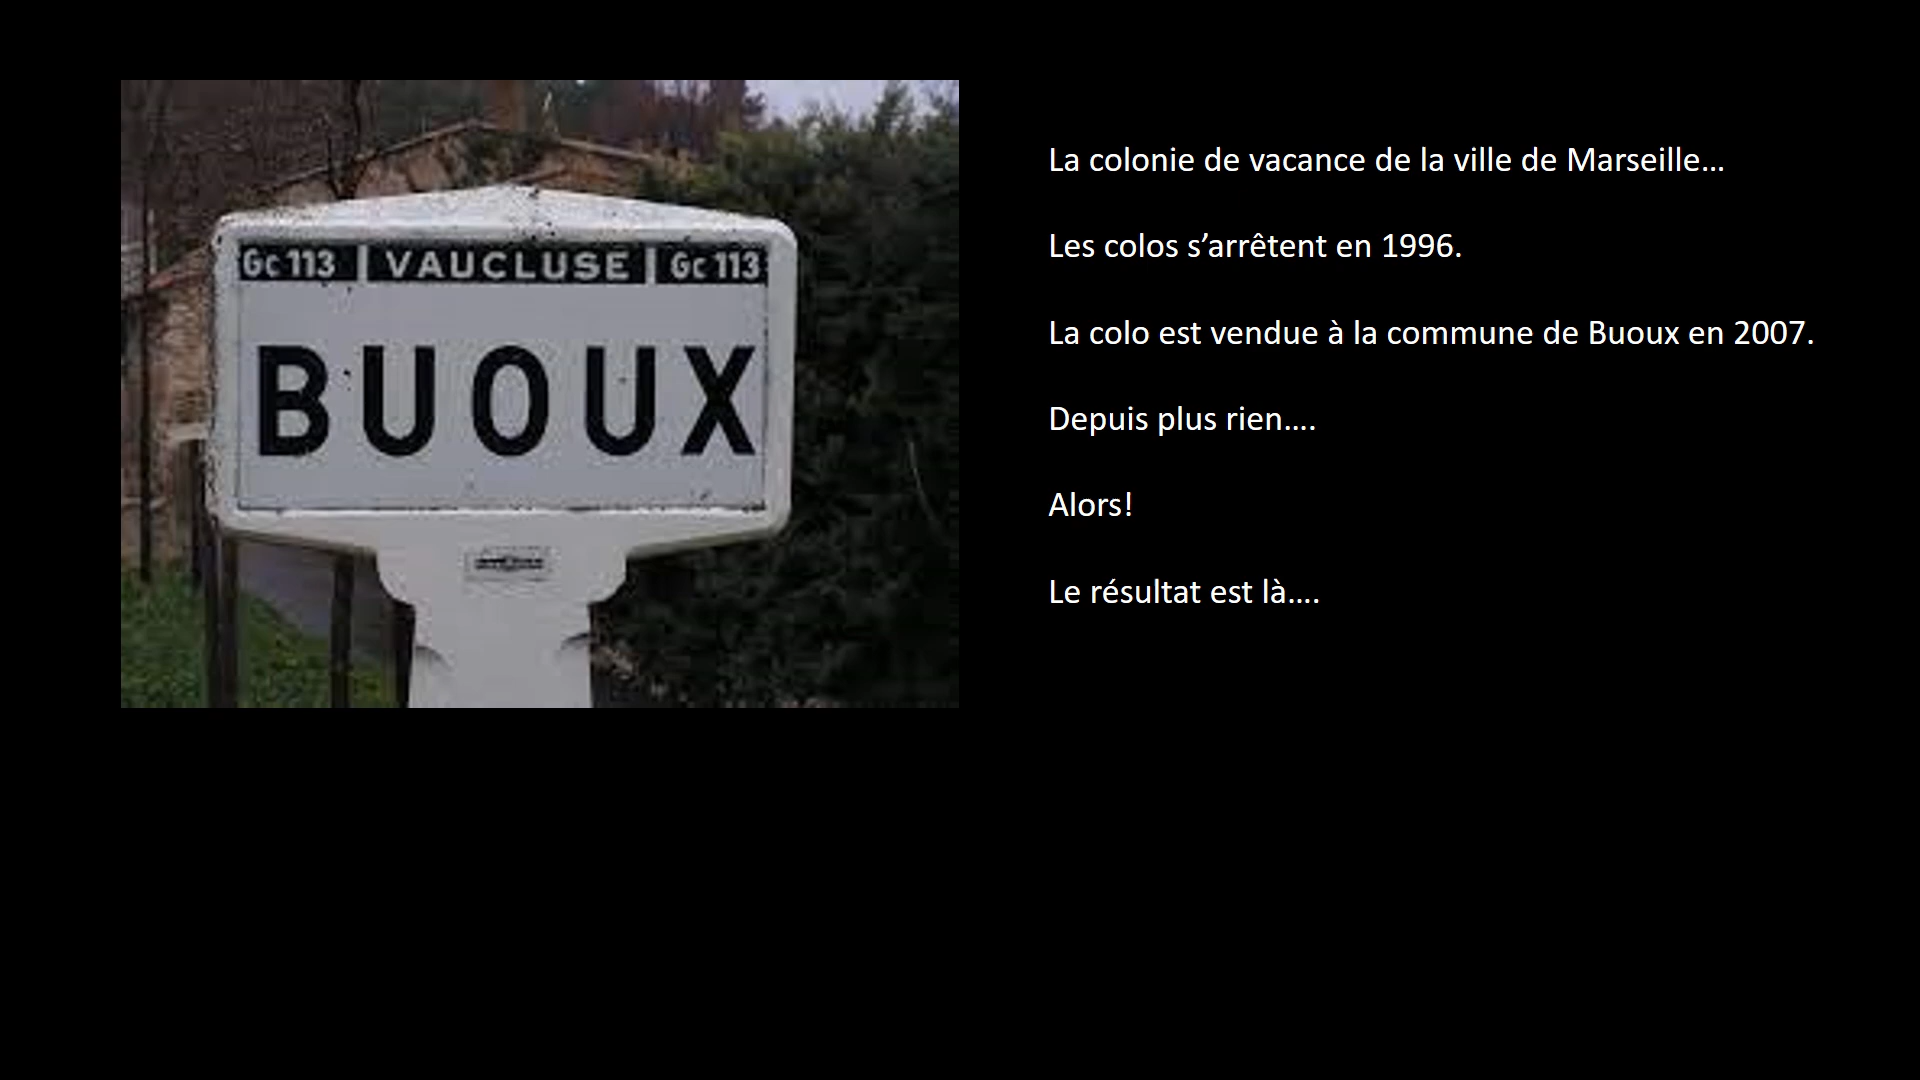 Gc 113 | VAUCLUSE | Gc 113
BUOUX
La colonie de vacance de la ville de Marseille...
Les colos s’arrêtent en 1996.
La colo est vendue à la commune de Buoux en 2007.
Depuis plus rien....
Alors!
Le résultat est là....